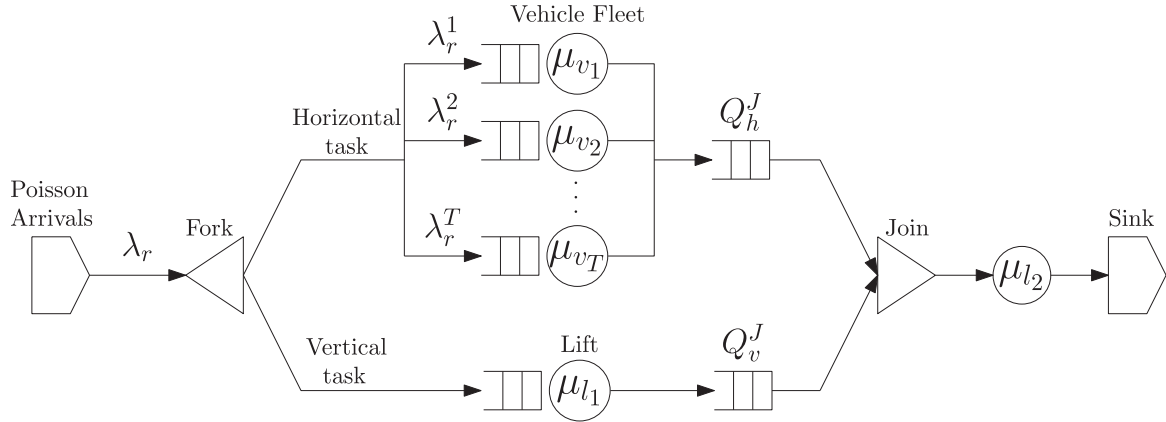 Vehicle Fleet
λ_r^1
μ_{v_1}
λ_r^2
μ_{v_2}
Q_h^J
Horizontal
task
Poisson
Arrivals
λ_r
Fork
λ_r^T
μ_{v_T}
Join
μ_{l_2}
Sink
Vertical
task
Lift
μ_{l_1}
Q_v^J